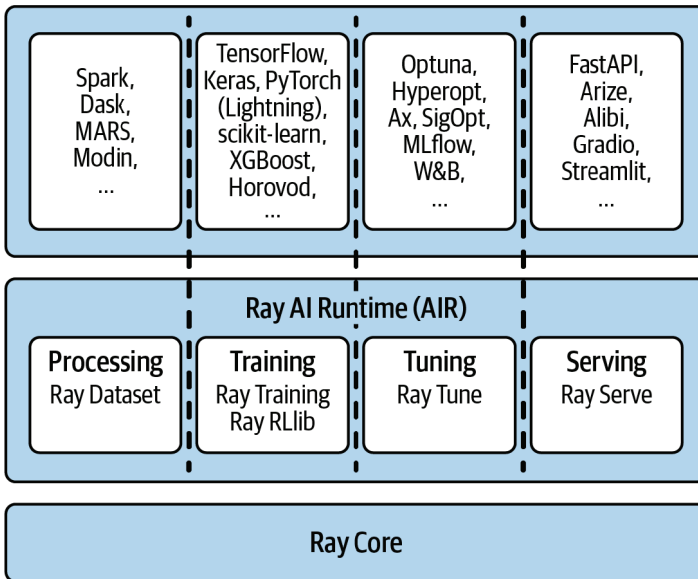 Spark,
Dask,
MARS,
Modin,
...
TensorFlow,
Keras, PyTorch
(Lightning),
scikit-learn,
XGBoost,
Horovod,
...
Optuna,
Hyperopt,
Ax, SigOpt,
MLflow,
W&B,
...
FastAPI,
Arize,
Alibi,
Gradio,
Streamlit,
...
Ray AI Runtime (AIR)
Processing
Ray Dataset
Training
Ray Training
Ray RLlib
Tuning
Ray Tune
Serving
Ray Serve
Ray Core